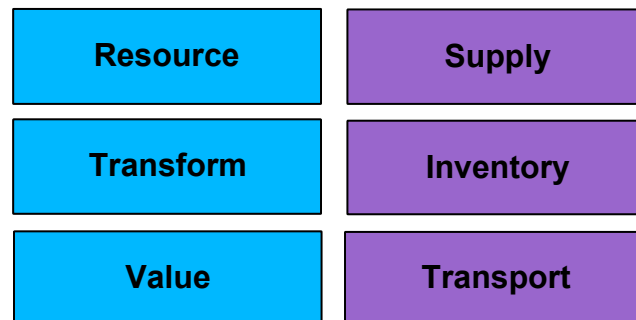 Resource
Supply
Transform
Inventory
Value
Transport